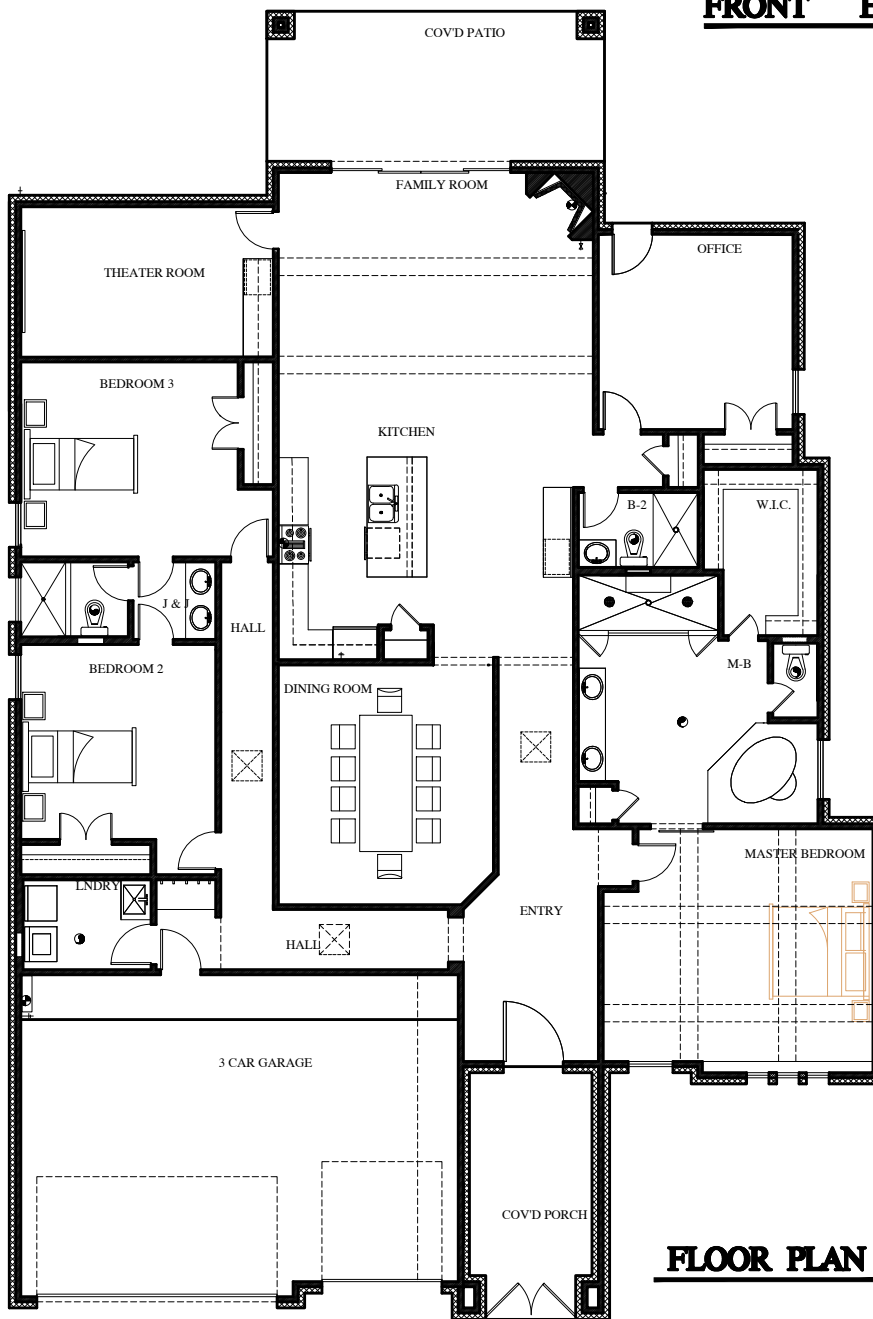 FRONT
COV'D PATIO
FAMILY ROOM
OFFICE
THEATER ROOM
BEDROOM 3
KITCHEN
B-2
W.I.C.
J & J
HALL
BEDROOM 2
M-B
DINING ROOM
MASTER BEDROOM
LNDRY
ENTRY
HALL
3 CAR GARAGE
COV'D PORCH
FLOOR PLAN